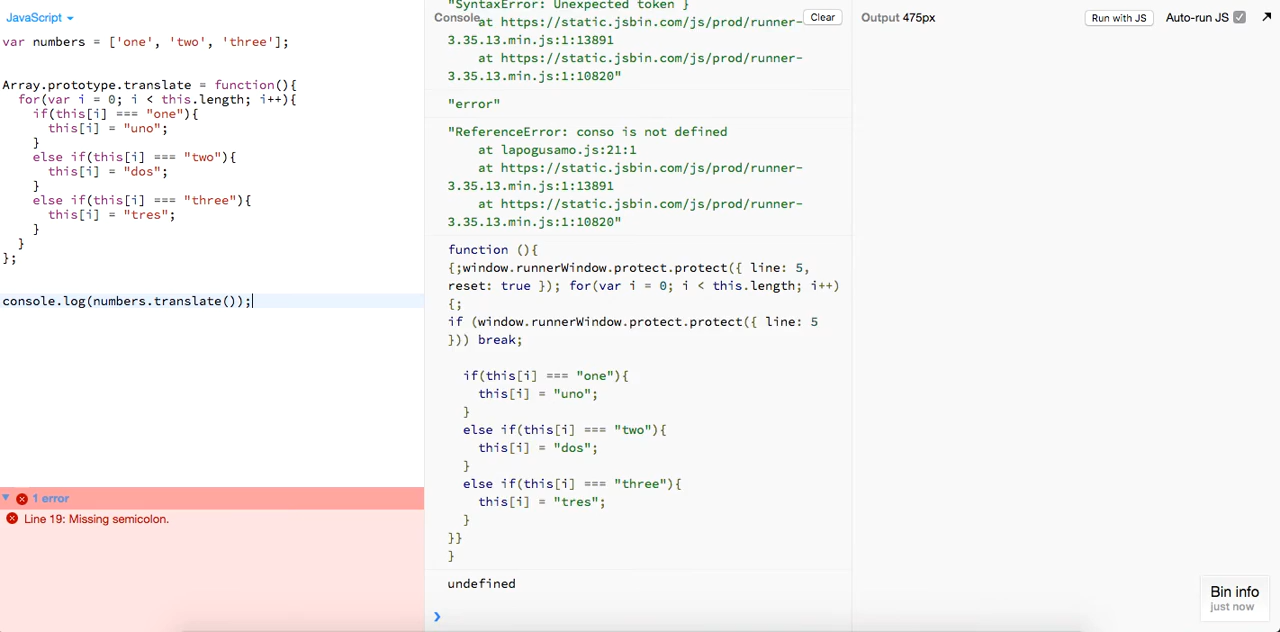 JavaScript
var numbers = ['one', 'two', 'three'];
Array.prototype.translate = function(){
for(var i = 0; i < this.length; i++){
if(this[i] === "one"){
this[i] = "uno";
}
else if(this[i] === "two"){
this[i] = "dos";
}
else if(this[i] === "three"){
this[i] = "tres";
}
}
};
console.log(numbers.translate());
1 error
Line 19: Missing semicolon.
Console
Clear
"SyntaxError: Unexpected token }
at https://static.jsbin.com/js/prod/runner-
3.35.13.min.js:1:13891
at https://static.jsbin.com/js/prod/runner-
3.35.13.min.js:1:10820"
"error"
"ReferenceError: conso is not defined
at lapogusamo.js:21:1
at https://static.jsbin.com/js/prod/runner-
3.35.13.min.js:1:13891
at https://static.jsbin.com/js/prod/runner-
3.35.13.min.js:1:10820"
function (){
{;window.runnerWindow.protect.protect({ line: 5,
reset: true }); for(var i = 0; i < this.length; i++)
{;
if (window.runnerWindow.protect.protect({ line: 5
})) break;
if(this[i] === "one"){
this[i] = "uno";
}
else if(this[i] === "two"){
this[i] = "dos";
}
else if(this[i] === "three"){
this[i] = "tres";
}
}}
}
undefined
Output 475px
Run with JS
Auto-run JS
Bin info
just now